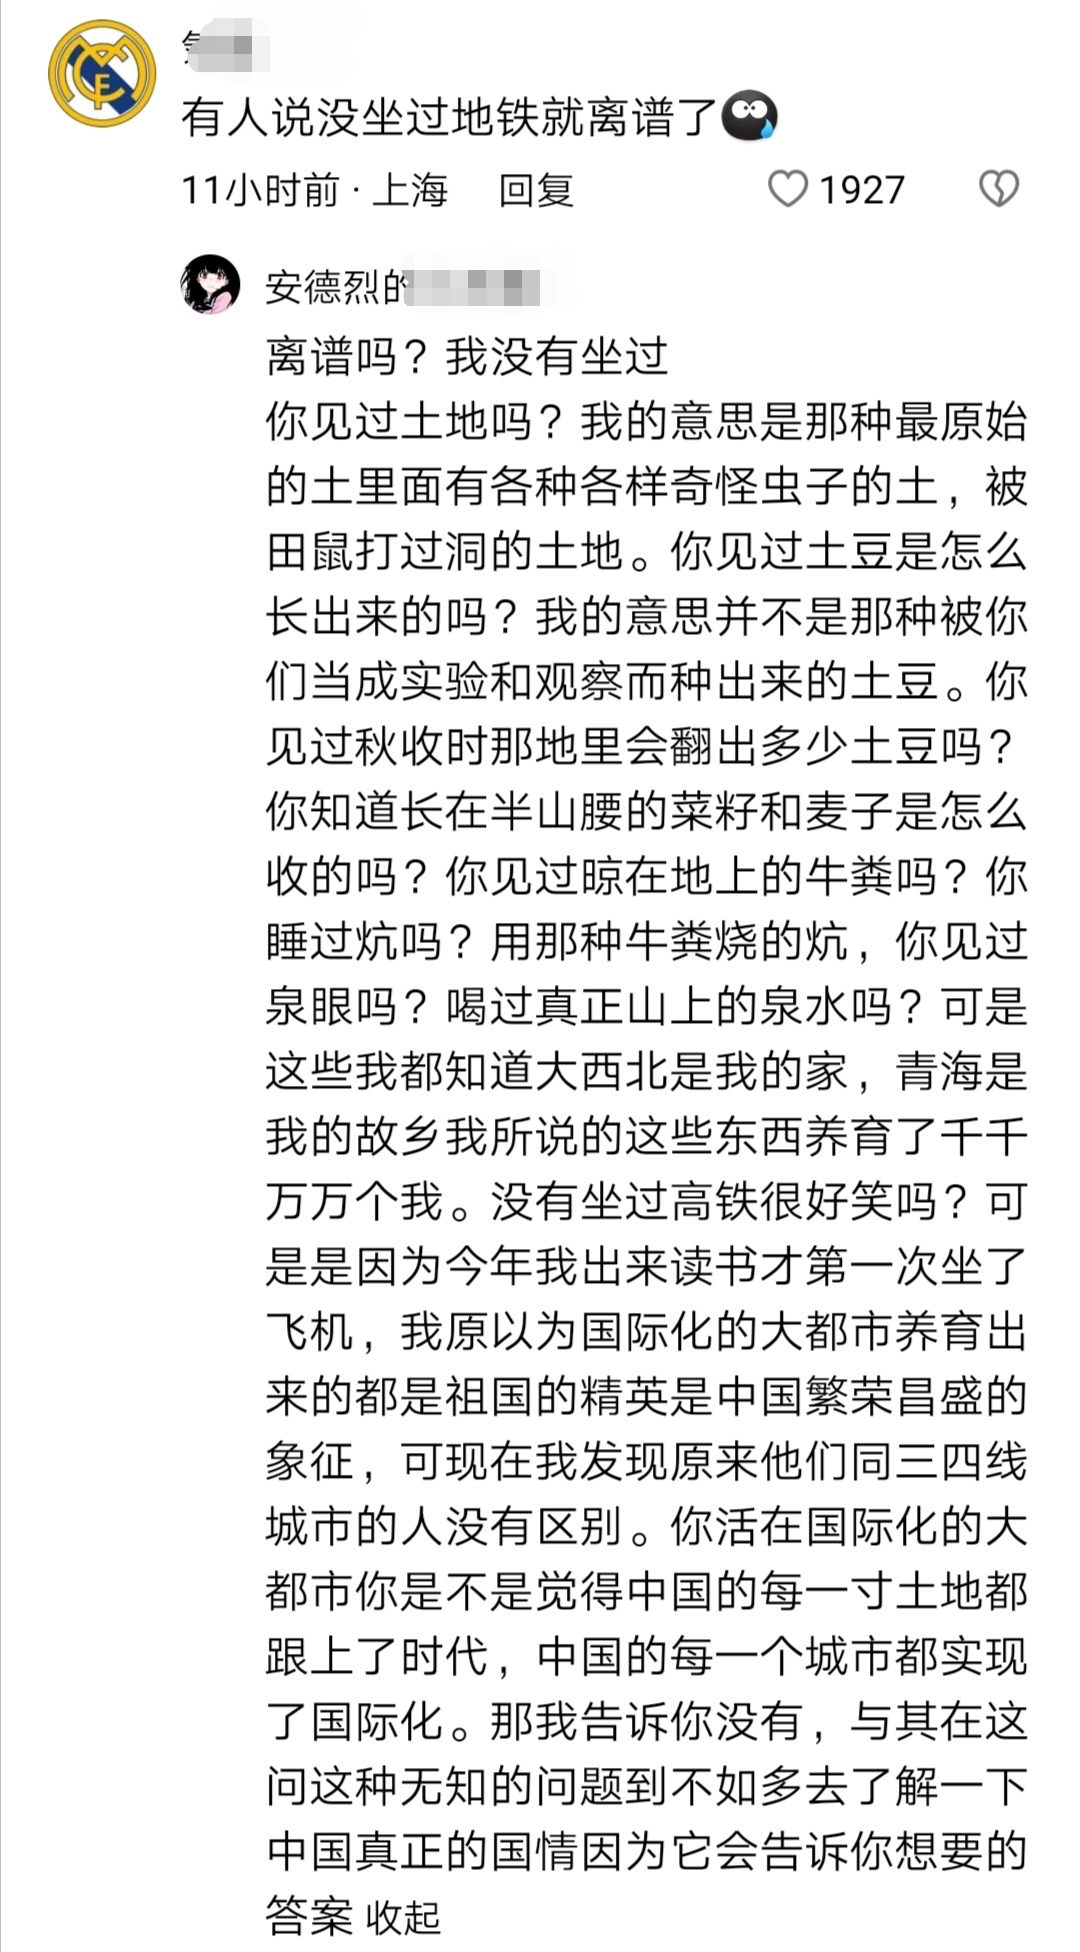 有人说没坐过地铁就离谱了
11小时前 · 上海 回复 1927
安德烈的
离谱吗？我没有坐过
你见过土地吗？我的意思是那种最原始
的土里面有各种各样奇怪虫子的土，被
田鼠打过洞的土地。你见过土豆是怎么
长出来的吗？我的意思并不是那种被你
们当成实验和观察而种出来的土豆。你
见过秋收时那地里会翻出多少土豆吗？
你知道长在半山腰的菜籽和麦子是怎么
收的吗？你见过晾在地上的牛粪吗？你
睡过炕吗？用那种牛粪烧的炕，你见过
泉眼吗？喝过真正山上的泉水吗？可是
这些我都知道大西北是我的家，青海是
我的故乡我所说的这些东西养育了千千
万万个我。没有坐过高铁很好笑吗？可
是是因为今年我出来读书才第一次坐了
飞机，我原以为国际化的大都市养育出
来的都是祖国的精英是中国繁荣昌盛的
象征，可现在我发现原来他们同三四线
城市的人没有区别。你活在国际化的大
都市你是不是觉得中国的每一寸土地都
跟上了时代，中国的每一个城市都实现
了国际化。那我告诉你没有，与其在这
问这种无知的问题到不如多去了解一下
中国真正的国情因为它会告诉你想要的
答案 收起